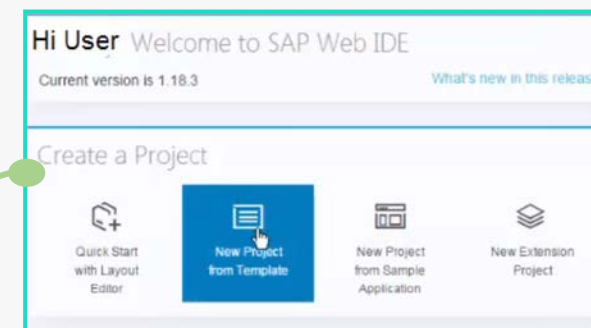 Hi User Welcome to SAP Web IDE
Current version is 1.18.3 What's new in this releas
Create a Project
Quick Start
with Layout
Editor
New Project
from Template
New Project
from Sample
Application
New Extension
Project